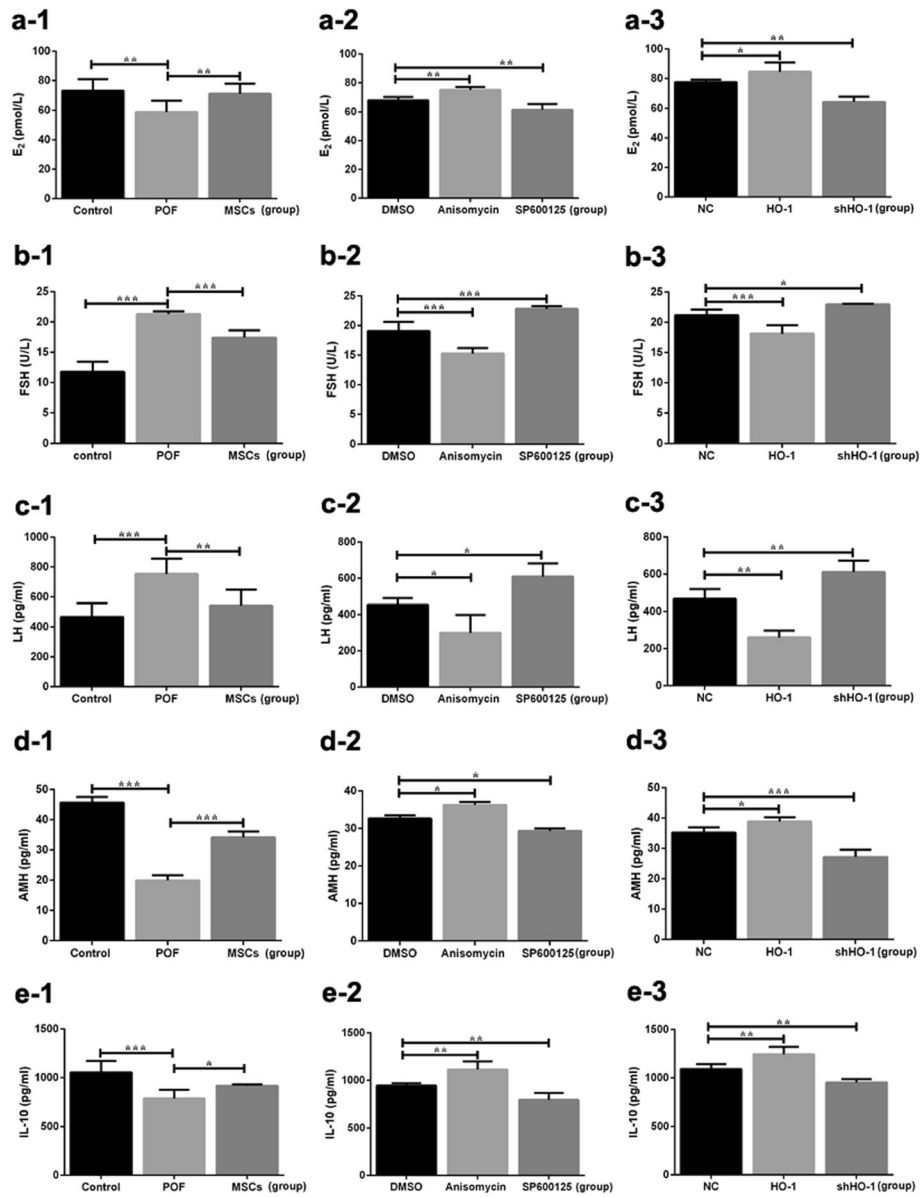 a-1
a-2
a-3
E₂ (pmol/L)
100
80
60
40
20
0
**
**
Control POF MSCs (group)
E₂ (pmol/L)
100
80
60
40
20
0
**
**
DMSO Anisomycin SP600125 (group)
E₂ (pmol/L)
100
80
60
40
20
0
**
*
NC HO-1 shHO-1 (group)
b-1
b-2
b-3
FSH (U/L)
25
20
15
10
5
0
***
***
control POF MSCs (group)
FSH (U/L)
25
20
15
10
5
0
***
***
DMSO Anisomycin SP600125 (group)
FSH (U/L)
25
20
15
10
5
0
*
***
NC HO-1 shHO-1 (group)
c-1
c-2
c-3
LH (pg/ml)
1000
800
600
400
200
0
***
**
Control POF MSCs (group)
LH (pg/ml)
800
600
400
200
0
*
*
DMSO Anisomycin SP600125 (group)
LH (pg/ml)
800
600
400
200
0
**
**
NC HO-1 shHO-1 (group)
d-1
d-2
d-3
AMH (pg/ml)
50
40
30
20
10
0
***
***
Control POF MSCs (group)
AMH (pg/ml)
40
30
20
10
0
*
*
DMSO Anisomycin SP600125 (group)
AMH (pg/ml)
50
40
30
20
10
0
***
*
NC HO-1 shHO-1 (group)
e-1
e-2
e-3
IL-10 (pg/ml)
1500
1000
500
0
***
*
Control POF MSCs (group)
IL-10 (pg/ml)
1500
1000
500
0
**
**
DMSO Anisomycin SP600125 (group)
IL-10 (pg/ml)
1500
1000
500
0
**
**
NC HO-1 shHO-1 (group)